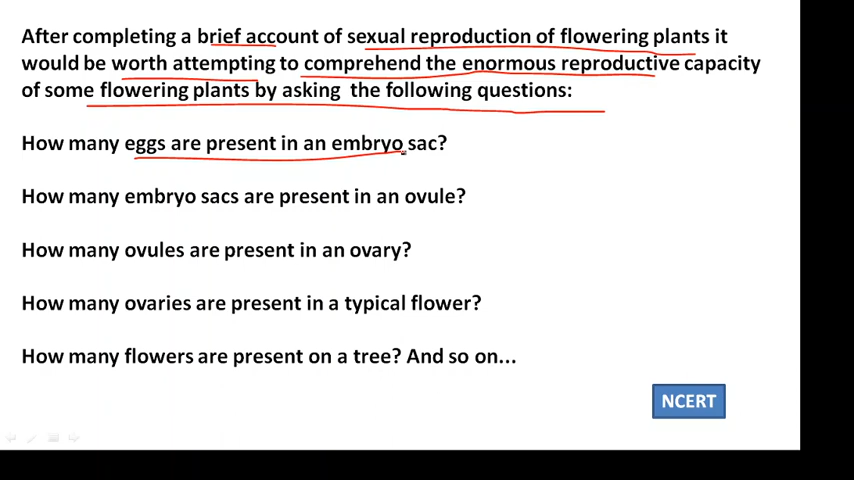 After completing a brief account of sexual reproduction of flowering plants it
would be worth attempting to comprehend the enormous reproductive capacity
of some flowering plants by asking the following questions:
How many eggs are present in an embryo sac?
How many embryo sacs are present in an ovule?
How many ovules are present in an ovary?
How many ovaries are present in a typical flower?
How many flowers are present on a tree? And so on...
NCERT